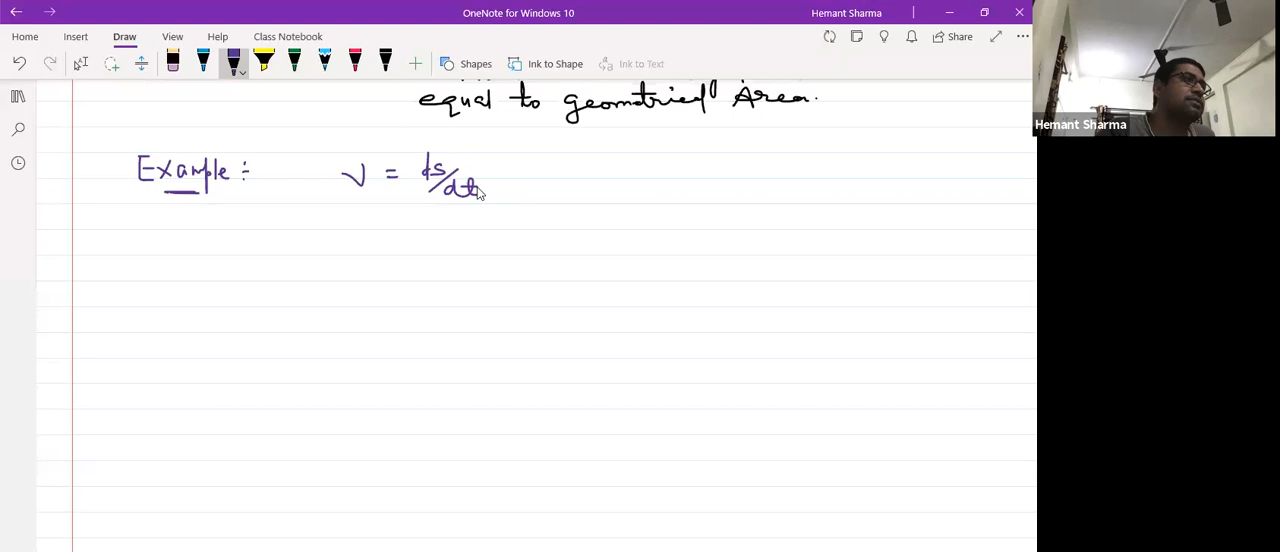 OneNote for Windows 10
Hemant Sharma
Home Insert Draw View Help Class Notebook
Share
Shapes Ink to Shape Ink to Text
equal to geometrical Area.
Example :- v = ds/dt
Hemant Sharma